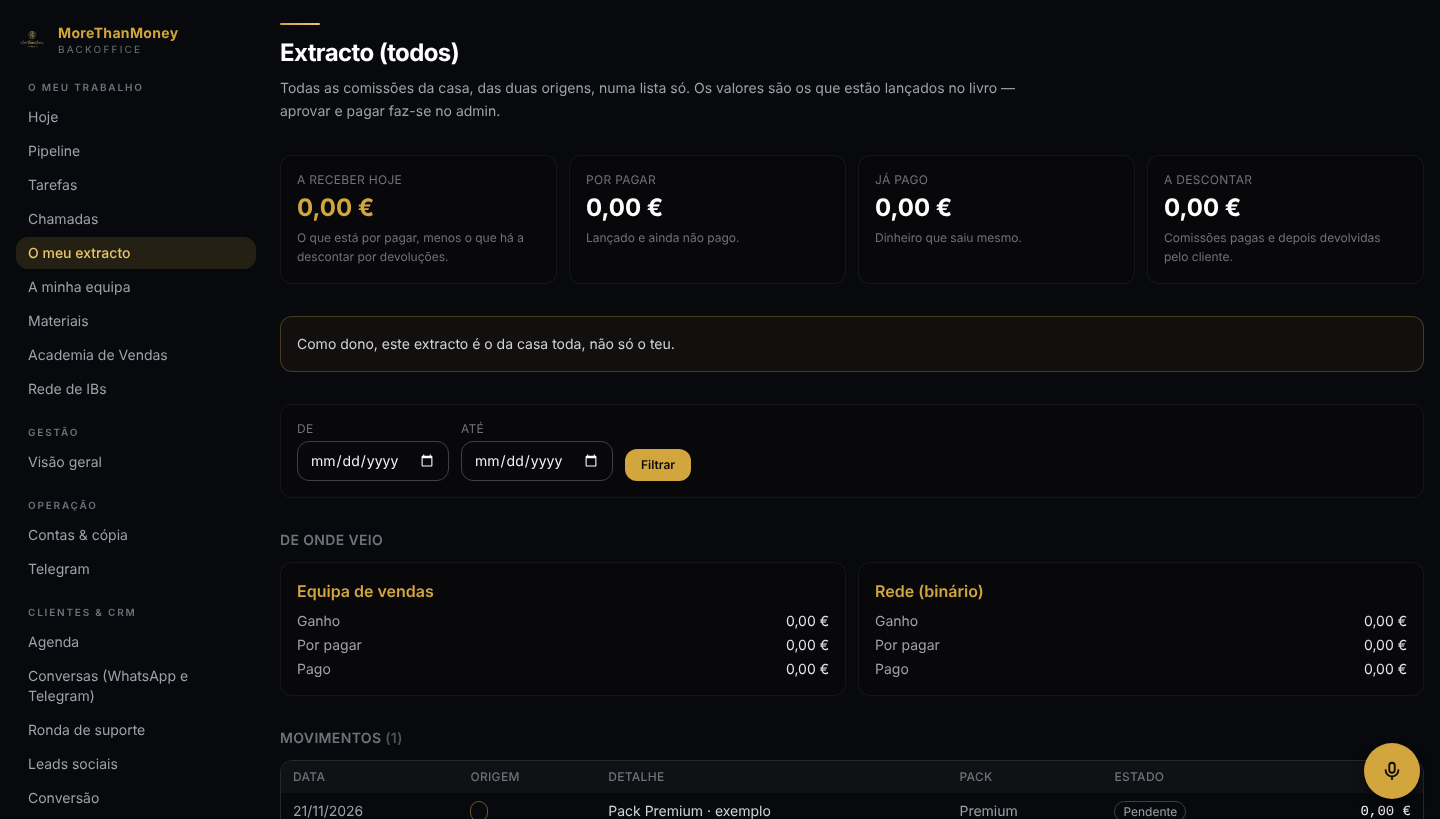 MoreThanMoney
BACKOFFICE
O MEU TRABALHO
Hoje
Pipeline
Tarefas
Chamadas
O meu extracto
A minha equipa
Materiais
Academia de Vendas
Rede de IBs
GESTÃO
Visão geral
OPERAÇÃO
Contas & cópia
Telegram
CLIENTES & CRM
Agenda
Conversas (WhatsApp e
Telegram)
Ronda de suporte
Leads sociais
Conversão
Extracto (todos)
Todas as comissões da casa, das duas origens, numa lista só. Os valores são os que estão lançados no livro —
aprovar e pagar faz-se no admin.
A RECEBER HOJE
0,00 €
O que está por pagar, menos o que há a
descontar por devoluções.
POR PAGAR
0,00 €
Lançado e ainda não pago.
JÁ PAGO
0,00 €
Dinheiro que saiu mesmo.
A DESCONTAR
0,00 €
Comissões pagas e depois devolvidas
pelo cliente.
Como dono, este extracto é o da casa toda, não só o teu.
DE ATÉ
mm/dd/yyyy mm/dd/yyyy Filtrar
DE ONDE VEIO
Equipa de vendas
Ganho 0,00 €
Por pagar 0,00 €
Pago 0,00 €
Rede (binário)
Ganho 0,00 €
Por pagar 0,00 €
Pago 0,00 €
MOVIMENTOS (1)
DATA ORIGEM DETALHE PACK ESTADO
21/11/2026 Pack Premium · exemplo Premium Pendente 0,00 €